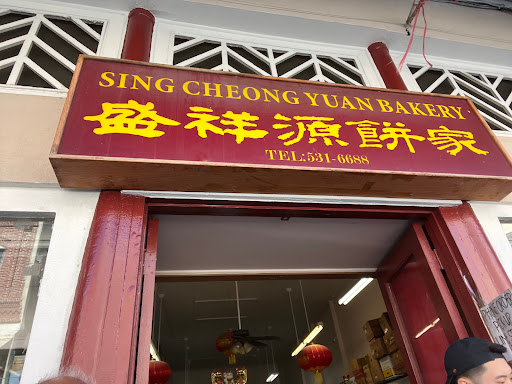 SING CHEONG YUAN BAKERY
盛祥源餅家
TEL:531-6688